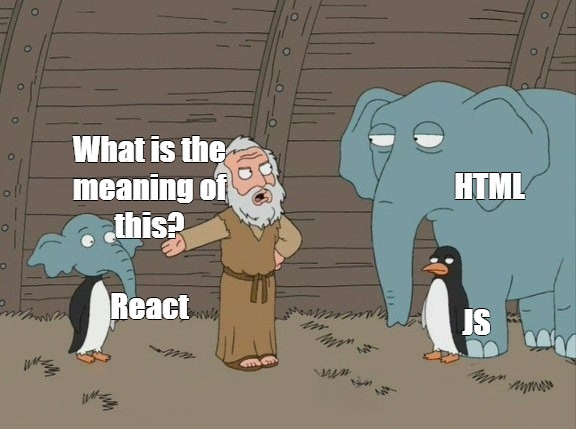 What is the
meaning of
this?
HTML
React
JS